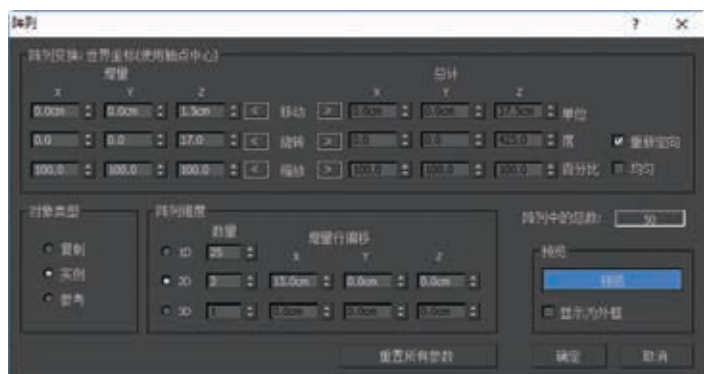 阵列
? ×
阵列变换: 世界坐标(使用轴点中心)
增量 总计
X Y Z X Y Z
0.0cm 0.0cm 1.5cm < 移动 > 0.0cm 0.0cm 37.5cm 单位
0.0 0.0 17.0 < 旋转 > 0.0 0.0 425.0 度 重新定向
100.0 100.0 100.0 < 缩放 > 100.0 100.0 100.0 百分比 均匀
对象类型 阵列维度 阵列中的总数: 50
数量 增量行偏移
X Y Z
复制 1D 25
实例 2D 2 15.0cm 0.0cm 0.0cm
参考 3D 1 0.0cm 0.0cm 0.0cm
预览
预览
显示为外框
重置所有参数 确定 取消